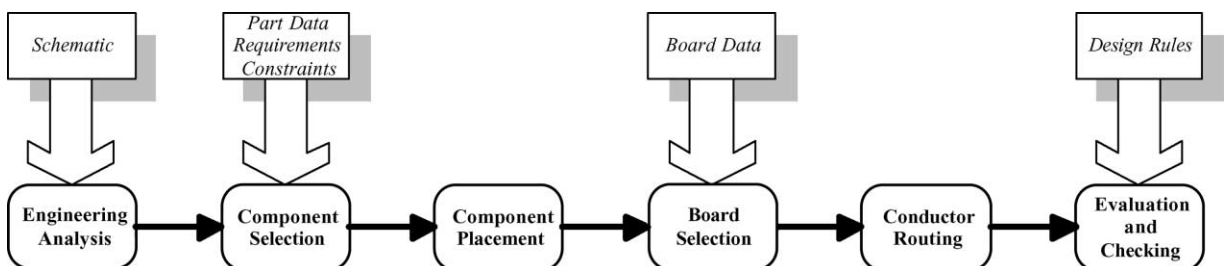 Schematic
Part Data
Requirements
Constraints
Board Data
Design Rules
Engineering
Analysis
Component
Selection
Component
Placement
Board
Selection
Conductor
Routing
Evaluation
and
Checking